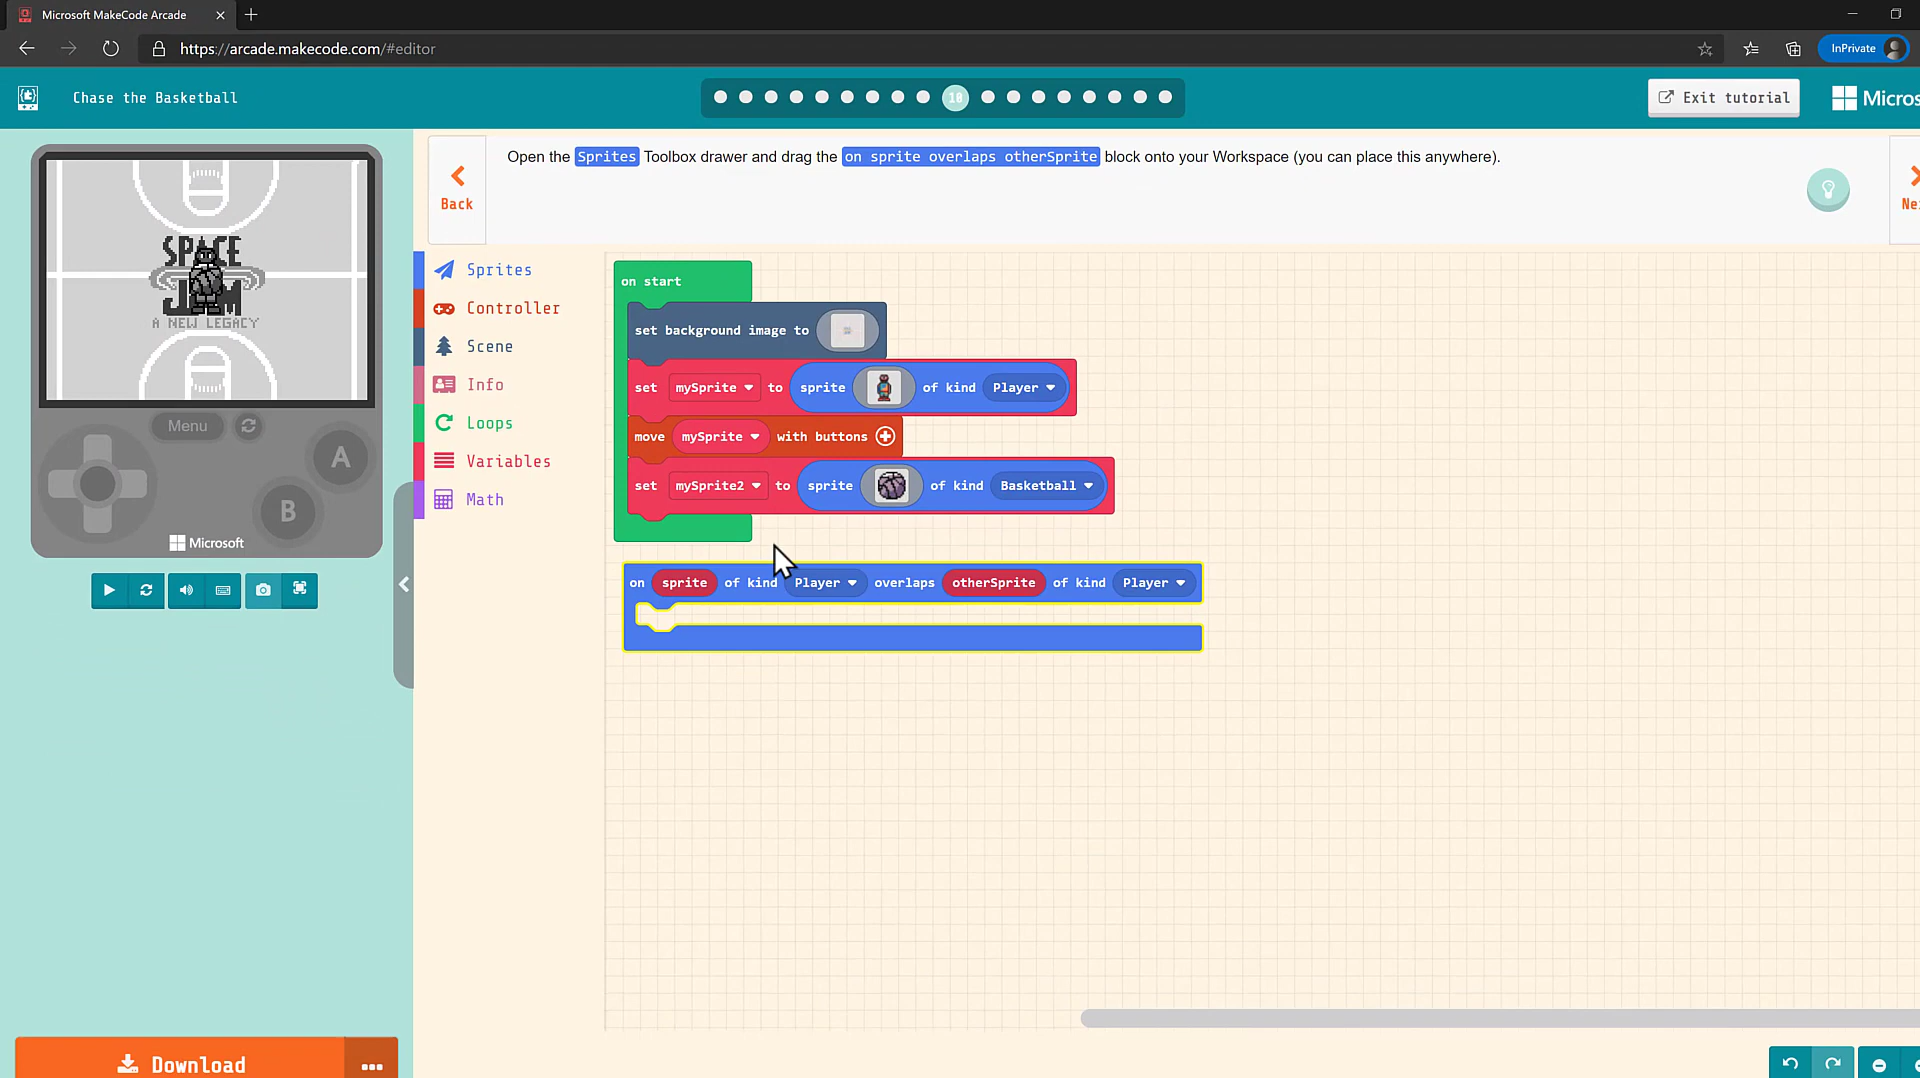 Microsoft MakeCode Arcade
https://arcade.makecode.com/#editor
InPrivate
Chase the Basketball
10
Exit tutorial
Micros
Back
Open the Sprites Toolbox drawer and drag the on sprite overlaps otherSprite block onto your Workspace (you can place this anywhere).
Ne
SPACE
JAM
A NEW LEGACY
Menu
A
B
Microsoft
Sprites
Controller
Scene
Info
Loops
Variables
Math
on start
set background image to
set mySprite to sprite of kind Player
move mySprite with buttons
set mySprite2 to sprite of kind Basketball
on sprite of kind Player overlaps otherSprite of kind Player
Download